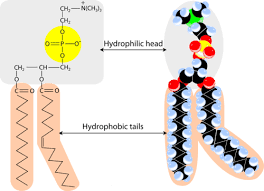 CH₂ — N(CH₃)₃
+
CH₂
O
O — P — O⁻
O
CH₂ — CH — CH₂
O O
C=O C=O
Hydrophilic head
Hydrophobic tails